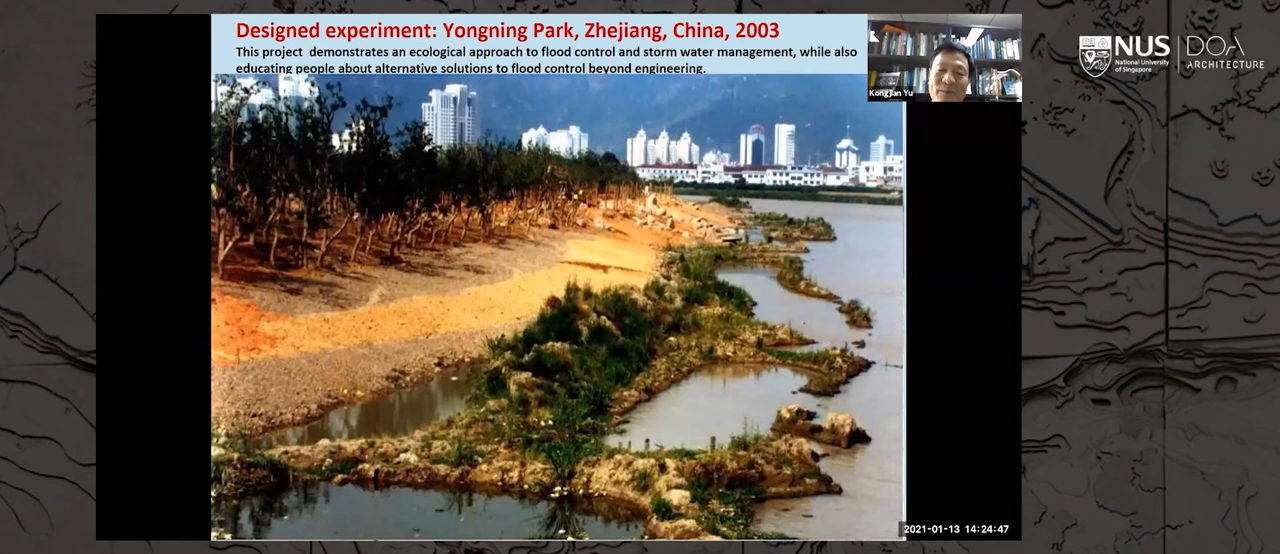 Designed experiment: Yongning Park, Zhejiang, China, 2003
This project demonstrates an ecological approach to flood control and storm water management, while also
educating people about alternative solutions to flood control beyond engineering.
Kongjian Yu
NUS
National University
of Singapore
DOA
ARCHITECTURE
2021-01-13 14:24:47